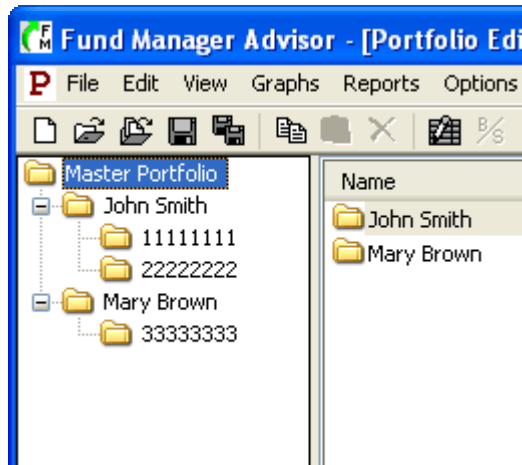 FM Fund Manager Advisor - [Portfolio Edi
P File Edit View Graphs Reports Options
B/S
Master Portfolio
John Smith
11111111
22222222
Mary Brown
33333333
Name
John Smith
Mary Brown